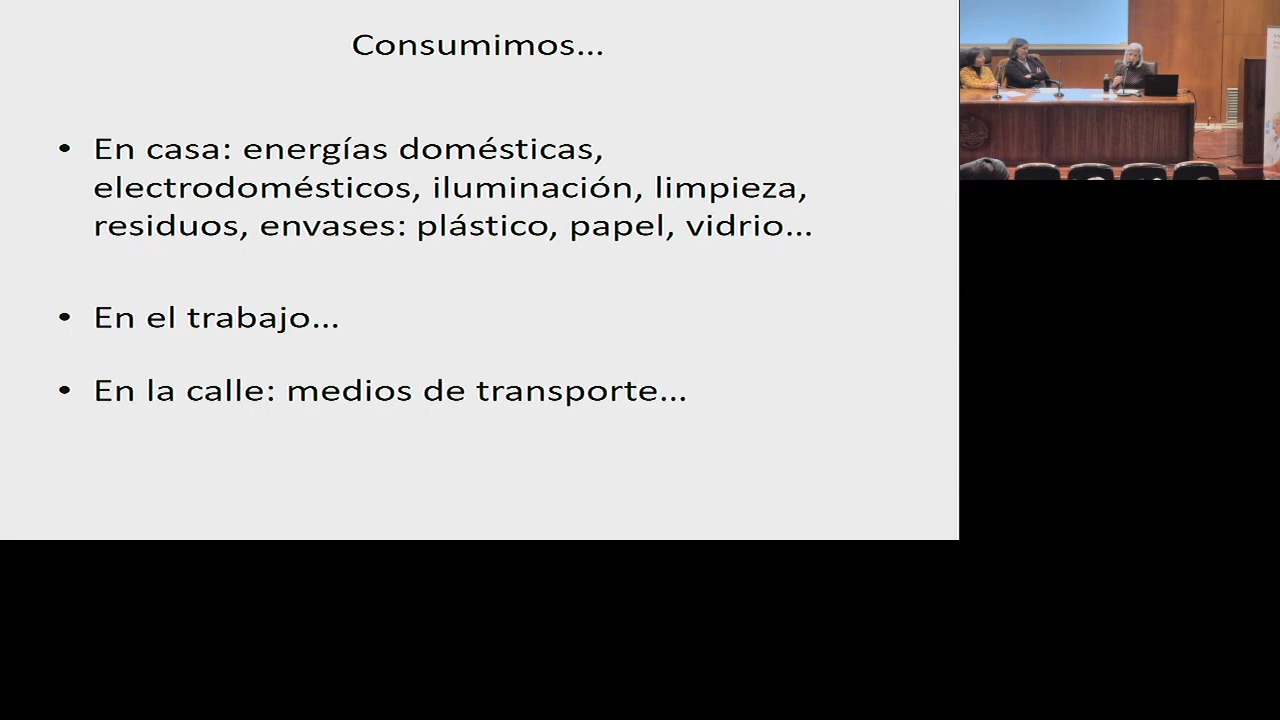 Consumimos...
• En casa: energías domésticas,
electrodomésticos, iluminación, limpieza,
residuos, envases: plástico, papel, vidrio...
• En el trabajo...
• En la calle: medios de transporte...